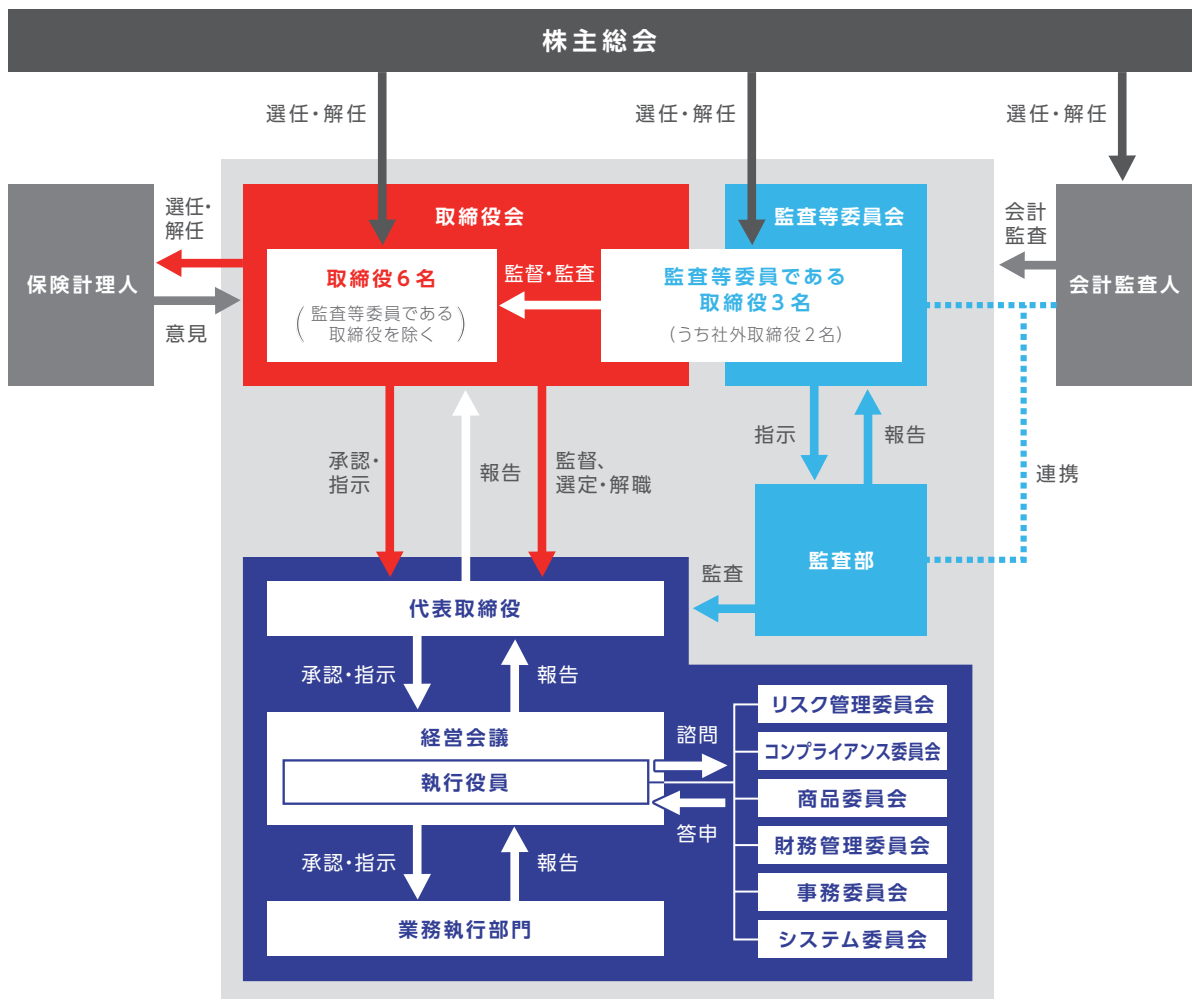 株主総会
選任・解任
選任・解任
選任・解任
保険計理人
選任・
解任
意見
取締役会
取締役6名
(監査等委員である
取締役を除く)
監督・監査
監査等委員会
監査等委員である
取締役3名
(うち社外取締役2名)
会計
監査
会計監査人
承認・
指示
報告
監督、
選定・解職
指示
報告
連携
監査部
監査
代表取締役
承認・指示
報告
経営会議
執行役員
諮問
答申
承認・指示
報告
業務執行部門
リスク管理委員会
コンプライアンス委員会
商品委員会
財務管理委員会
事務委員会
システム委員会